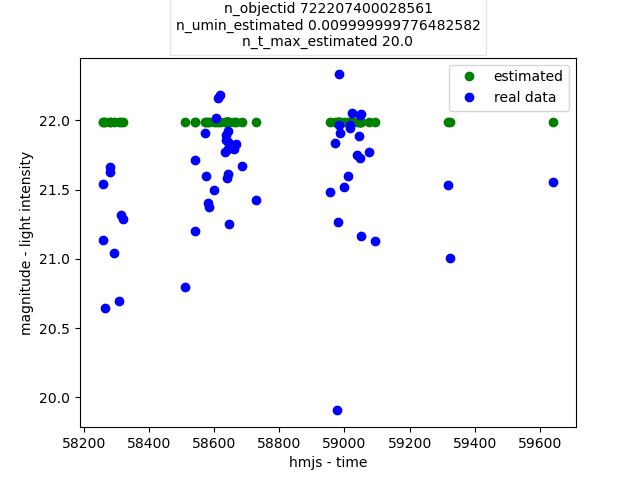 n_objectid 722207400028561
n_umin_estimated 0.009999999776482582
n_t_max_estimated 20.0
estimated
real data
magnitude - light intensity
22.0
21.5
21.0
20.5
20.0
58200 58400 58600 58800 59000 59200 59400 59600
hmjs - time